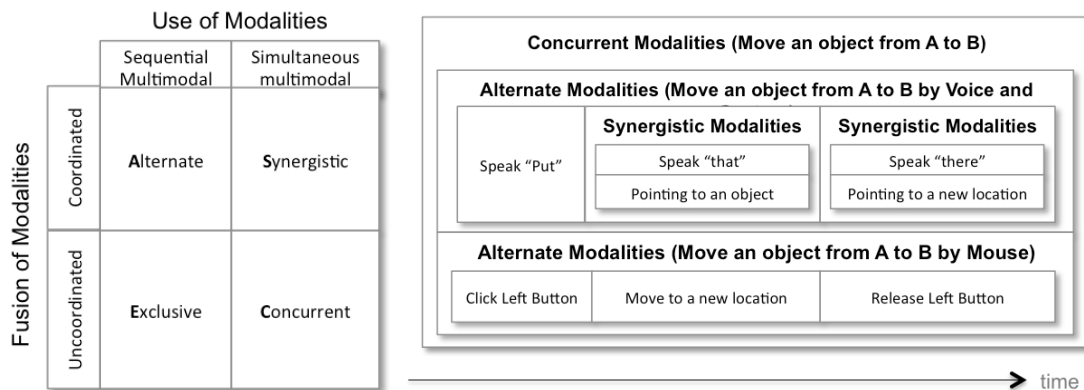 Use of Modalities
Sequential
Multimodal
Simultaneous
multimodal
Fusion of Modalities
Coordinated
Alternate
Synergistic
Uncoordinated
Exclusive
Concurrent
Concurrent Modalities (Move an object from A to B)
Alternate Modalities (Move an object from A to B by Voice and
Speak “Put”
Synergistic Modalities
Speak “that”
Pointing to an object
Synergistic Modalities
Speak “there”
Pointing to a new location
Alternate Modalities (Move an object from A to B by Mouse)
Click Left Button
Move to a new location
Release Left Button
time